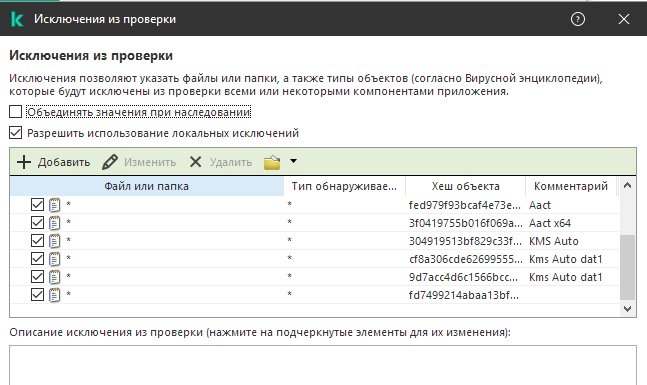 Исключения из проверки
Исключения из проверки
Исключения позволяют указать файлы или папки, а также типы объектов (согласно Вирусной энциклопедии),
которые будут исключены из проверки всеми или некоторыми компонентами приложения.
Объединять значения при наследовании
Разрешить использование локальных исключений
Добавить Изменить Удалить
Файл или папка Тип обнаруживае... Хеш объекта Комментарий
* * fed979f93bcaf4e73e... Aact
* * 3f0419755b016f069a... Aact x64
* * 304919513bf829c33f... KMS Auto
* * cf8a306cde62699555... Kms Auto dat1
* * 9d7acc4d6c1566bcc... Kms Auto dat1
* * fd7499214abaa13bf...
Описание исключения из проверки (нажмите на подчеркнутые элементы для их изменения):